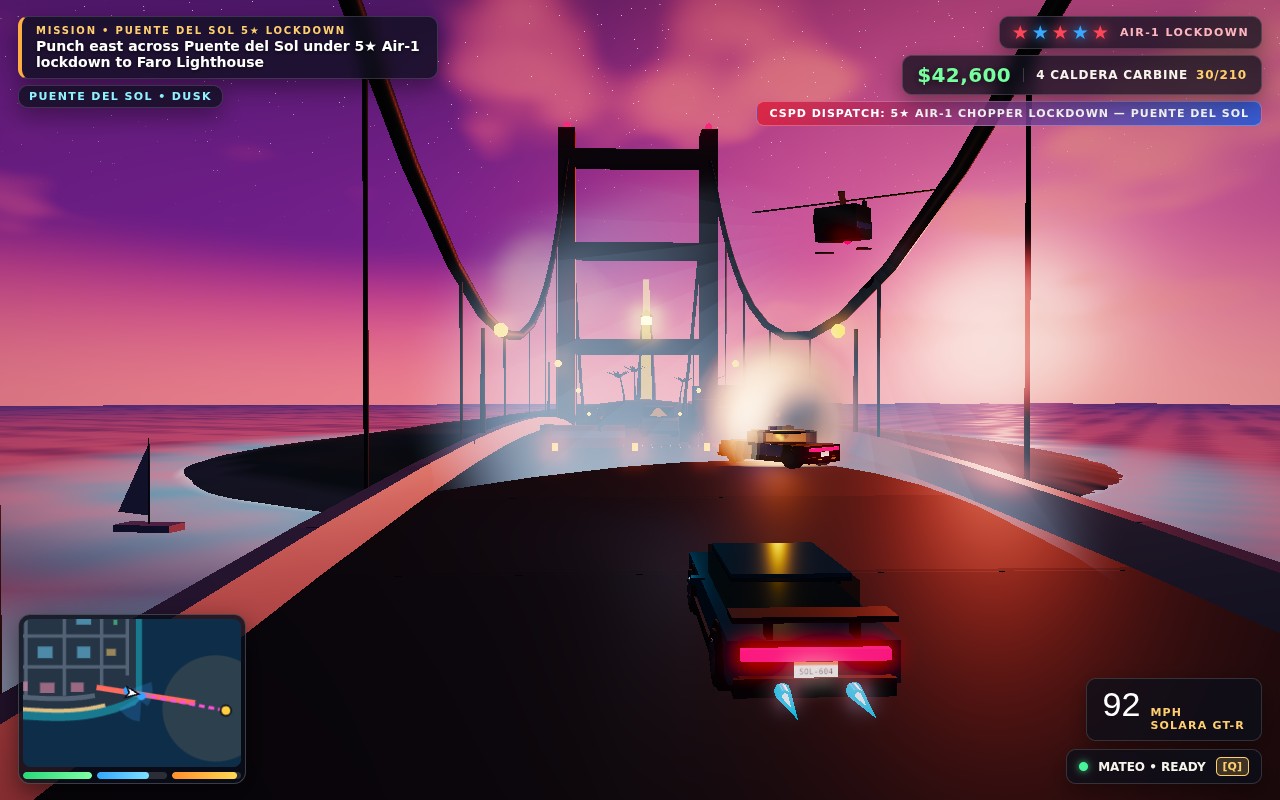 MISSION • PUENTE DEL SOL 5★ LOCKDOWN
Punch east across Puente del Sol under 5★ Air-1
lockdown to Faro Lighthouse
PUENTE DEL SOL • DUSK
★★★★★ AIR-1 LOCKDOWN
$42,600 4 CALDERA CARBINE 30/210
CSPD DISPATCH: 5★ AIR-1 CHOPPER LOCKDOWN — PUENTE DEL SOL
SOL-604
92 MPH
SOLARA GT-R
MATEO • READY [Q]